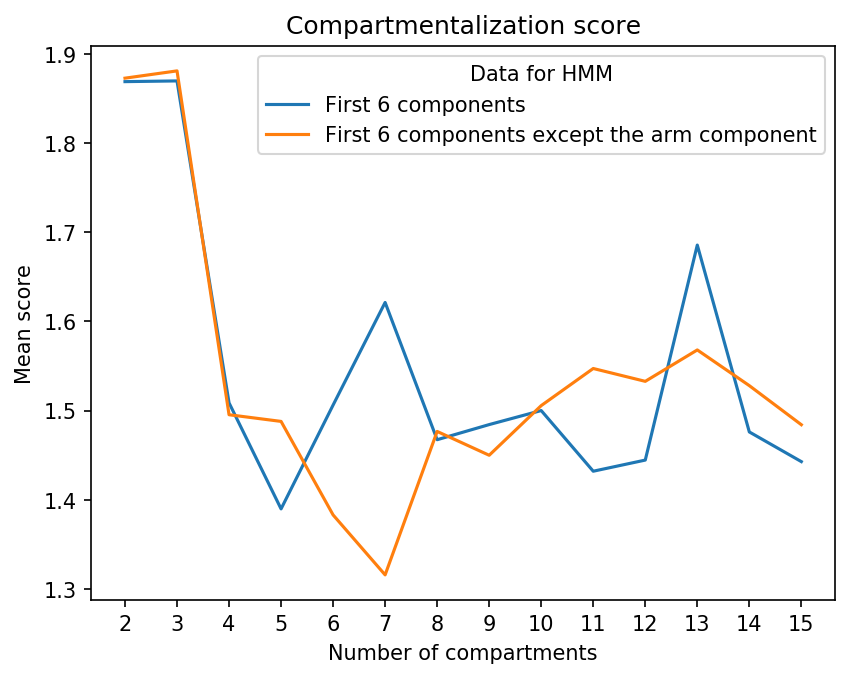 Compartmentalization score
Data for HMM
First 6 components
First 6 components except the arm component
Mean score
1.9
1.8
1.7
1.6
1.5
1.4
1.3
2 3 4 5 6 7 8 9 10 11 12 13 14 15
Number of compartments